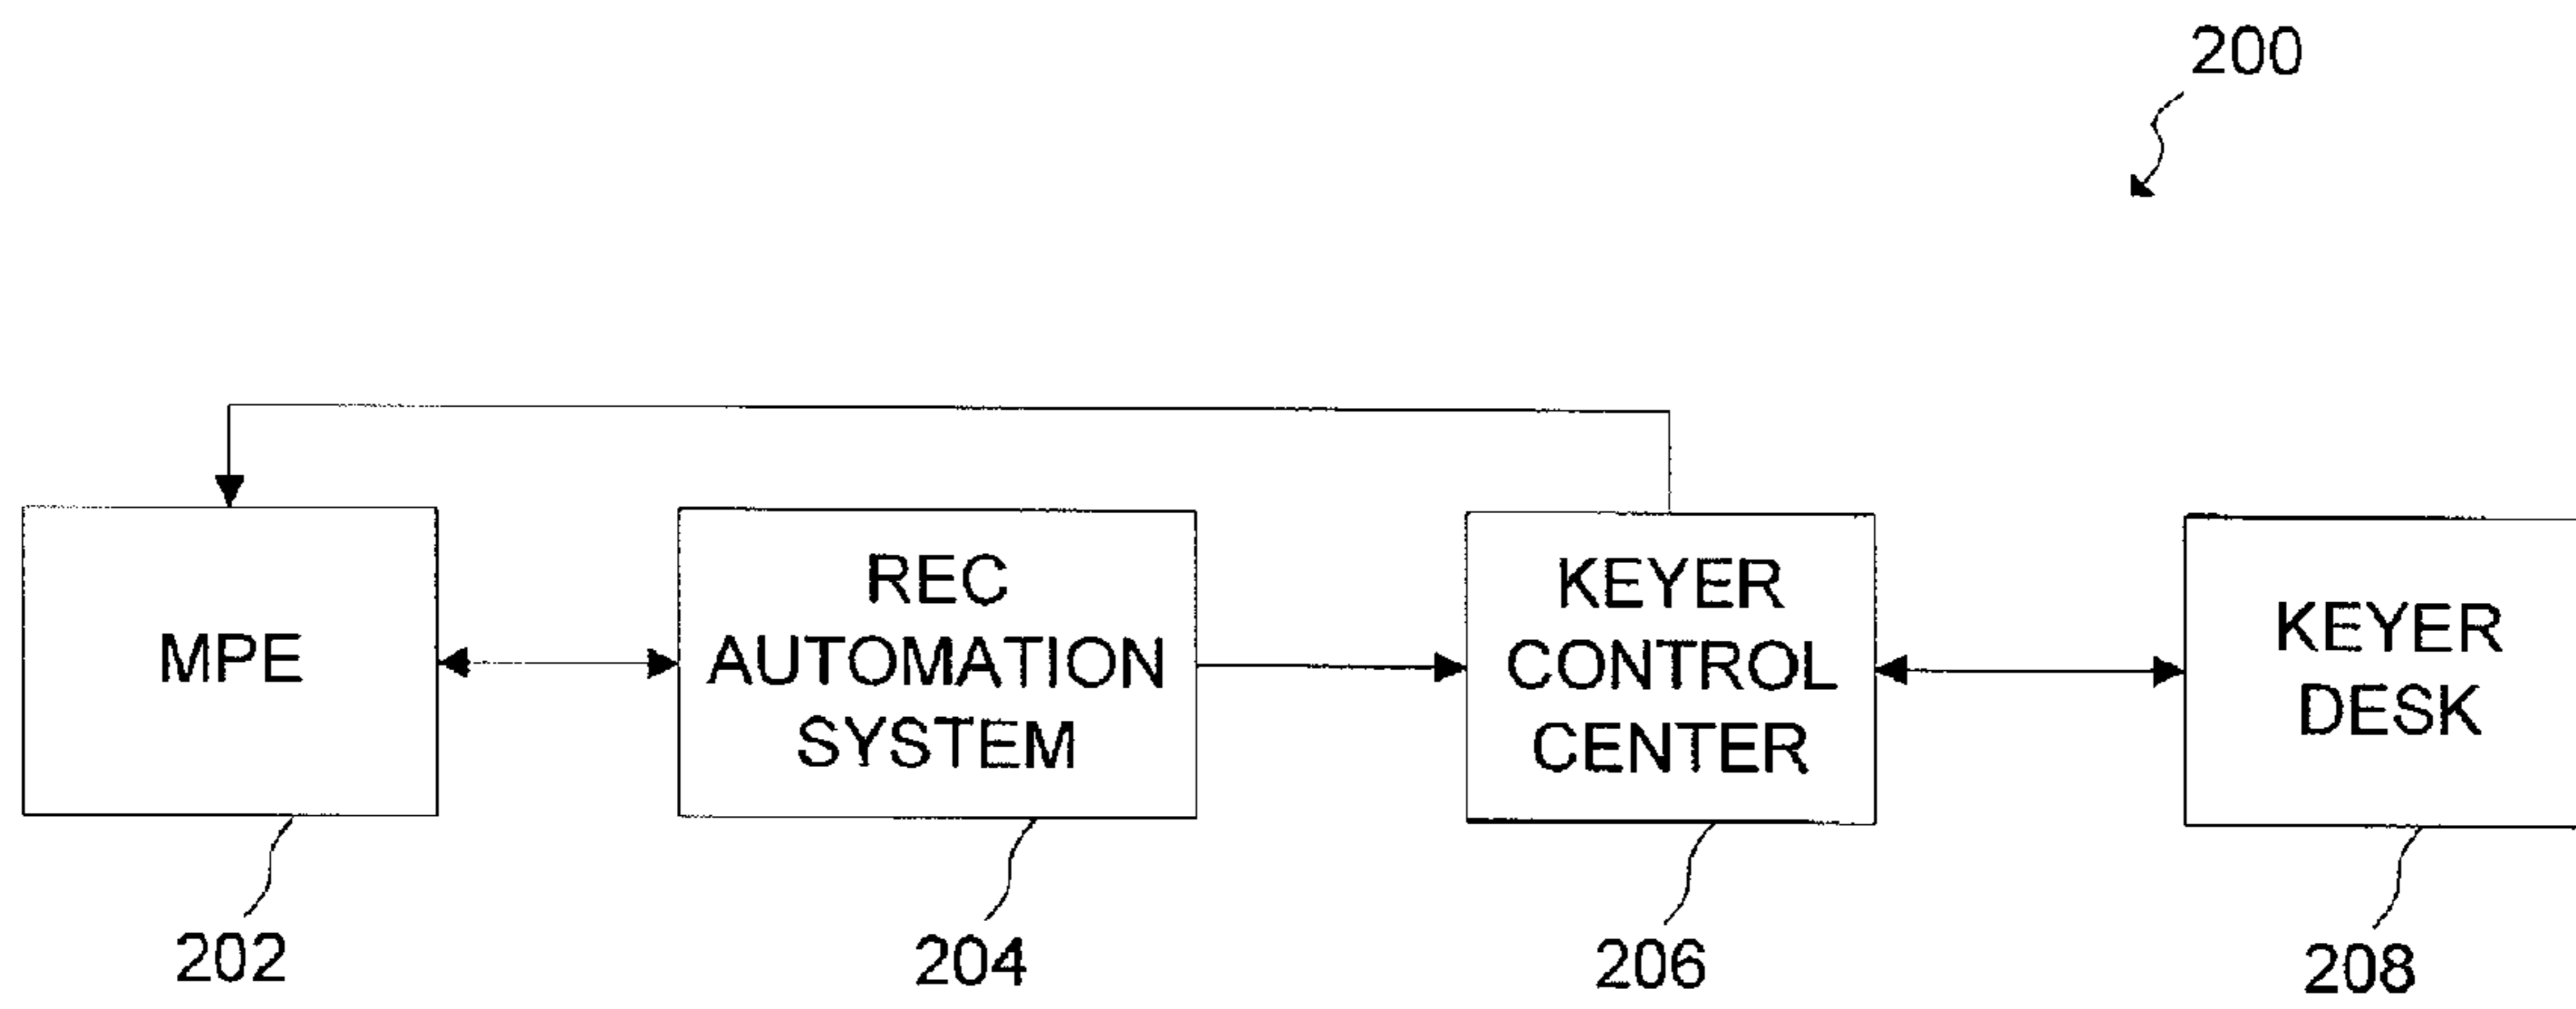 200
MPE
REC
AUTOMATION
SYSTEM
KEYER
CONTROL
CENTER
KEYER
DESK
202
204
206
208